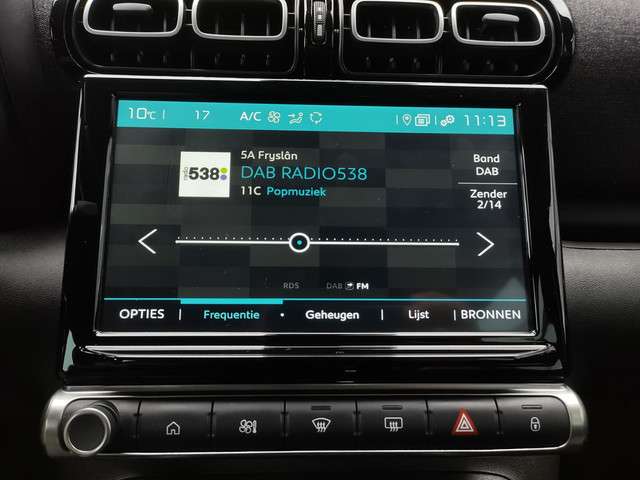 10°C 17 A/C 11:13
5A Fryslân
radio 538
DAB RADIO538
11C Popmuziek
Band
DAB
Zender
2/14
RDS DAB FM
OPTIES | Frequentie • Geheugen | Lijst | BRONNEN